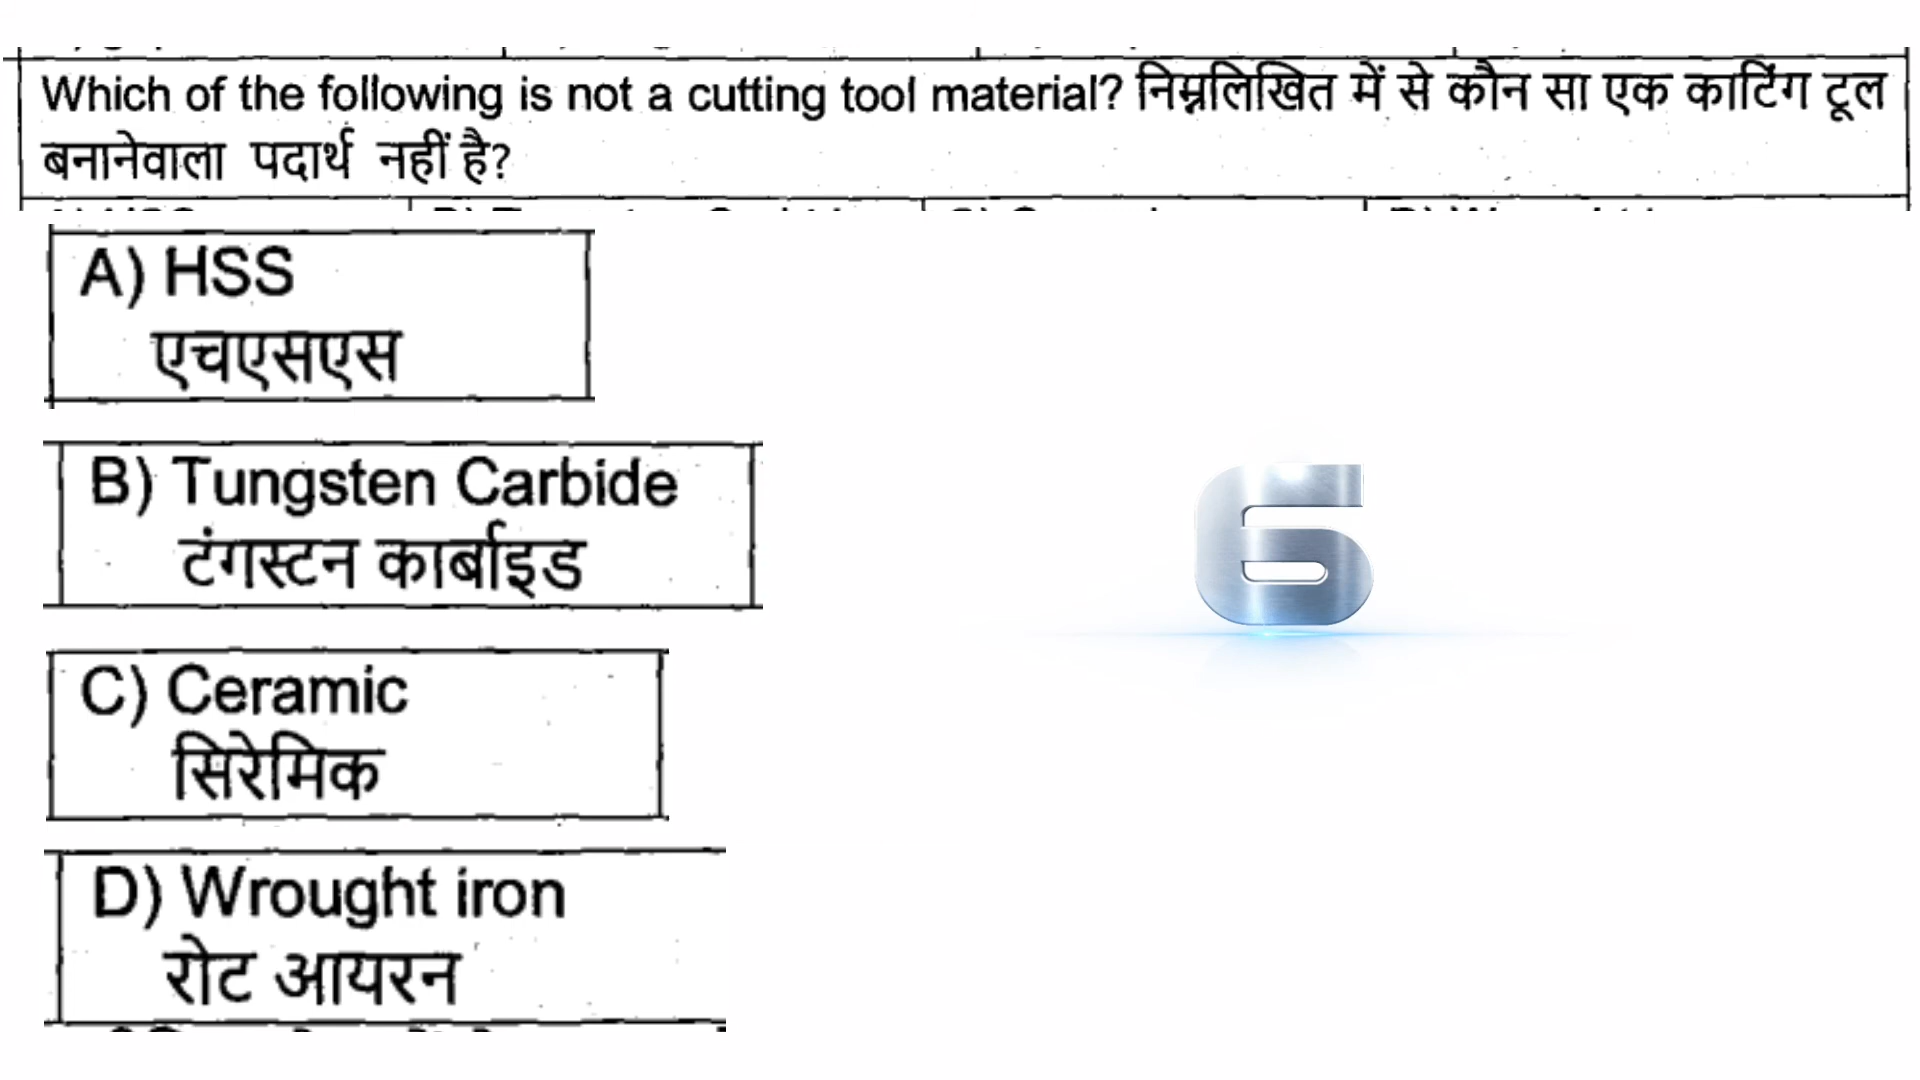 Which of the following is not a cutting tool material? निम्नलिखित में से कौन सा एक कार्टिंग टूल
बनानेवाला पदार्थ नहीं है?
A) HSS
एचएसएस
B) Tungsten Carbide
टंगस्टन कार्बाइड
C) Ceramic
सिरेमिक
6
D) Wrought iron
रोट आयरन